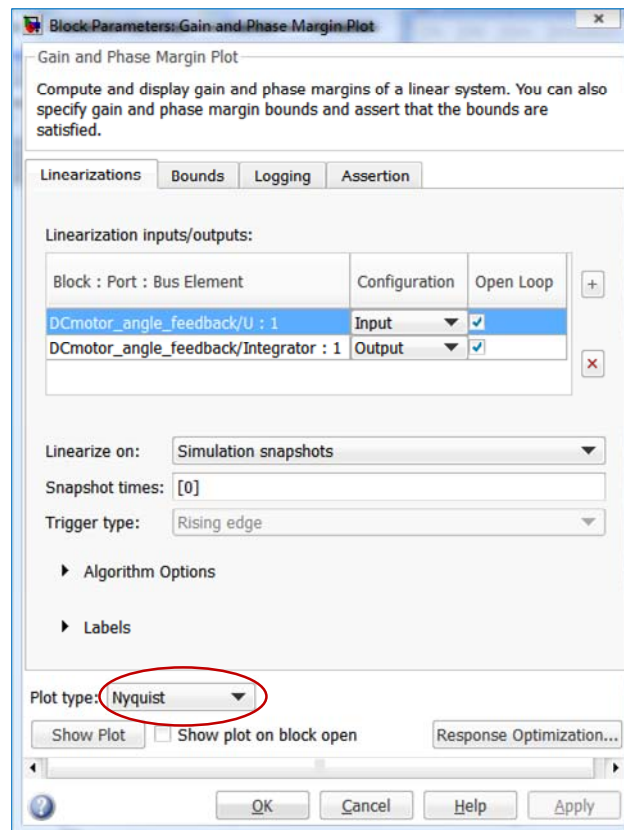 Block Parameters: Gain and Phase Margin Plot
Gain and Phase Margin Plot
Compute and display gain and phase margins of a linear system. You can also
specify gain and phase margin bounds and assert that the bounds are
satisfied.
Linearizations Bounds Logging Assertion
Linearization inputs/outputs:
Block : Port : Bus Element Configuration Open Loop
DCmotor_angle_feedback/U : 1 Input
DCmotor_angle_feedback/Integrator : 1 Output
Linearize on: Simulation snapshots
Snapshot times: [0]
Trigger type: Rising edge
Algorithm Options
Labels
Plot type: Nyquist
Show Plot Show plot on block open Response Optimization...
OK Cancel Help Apply